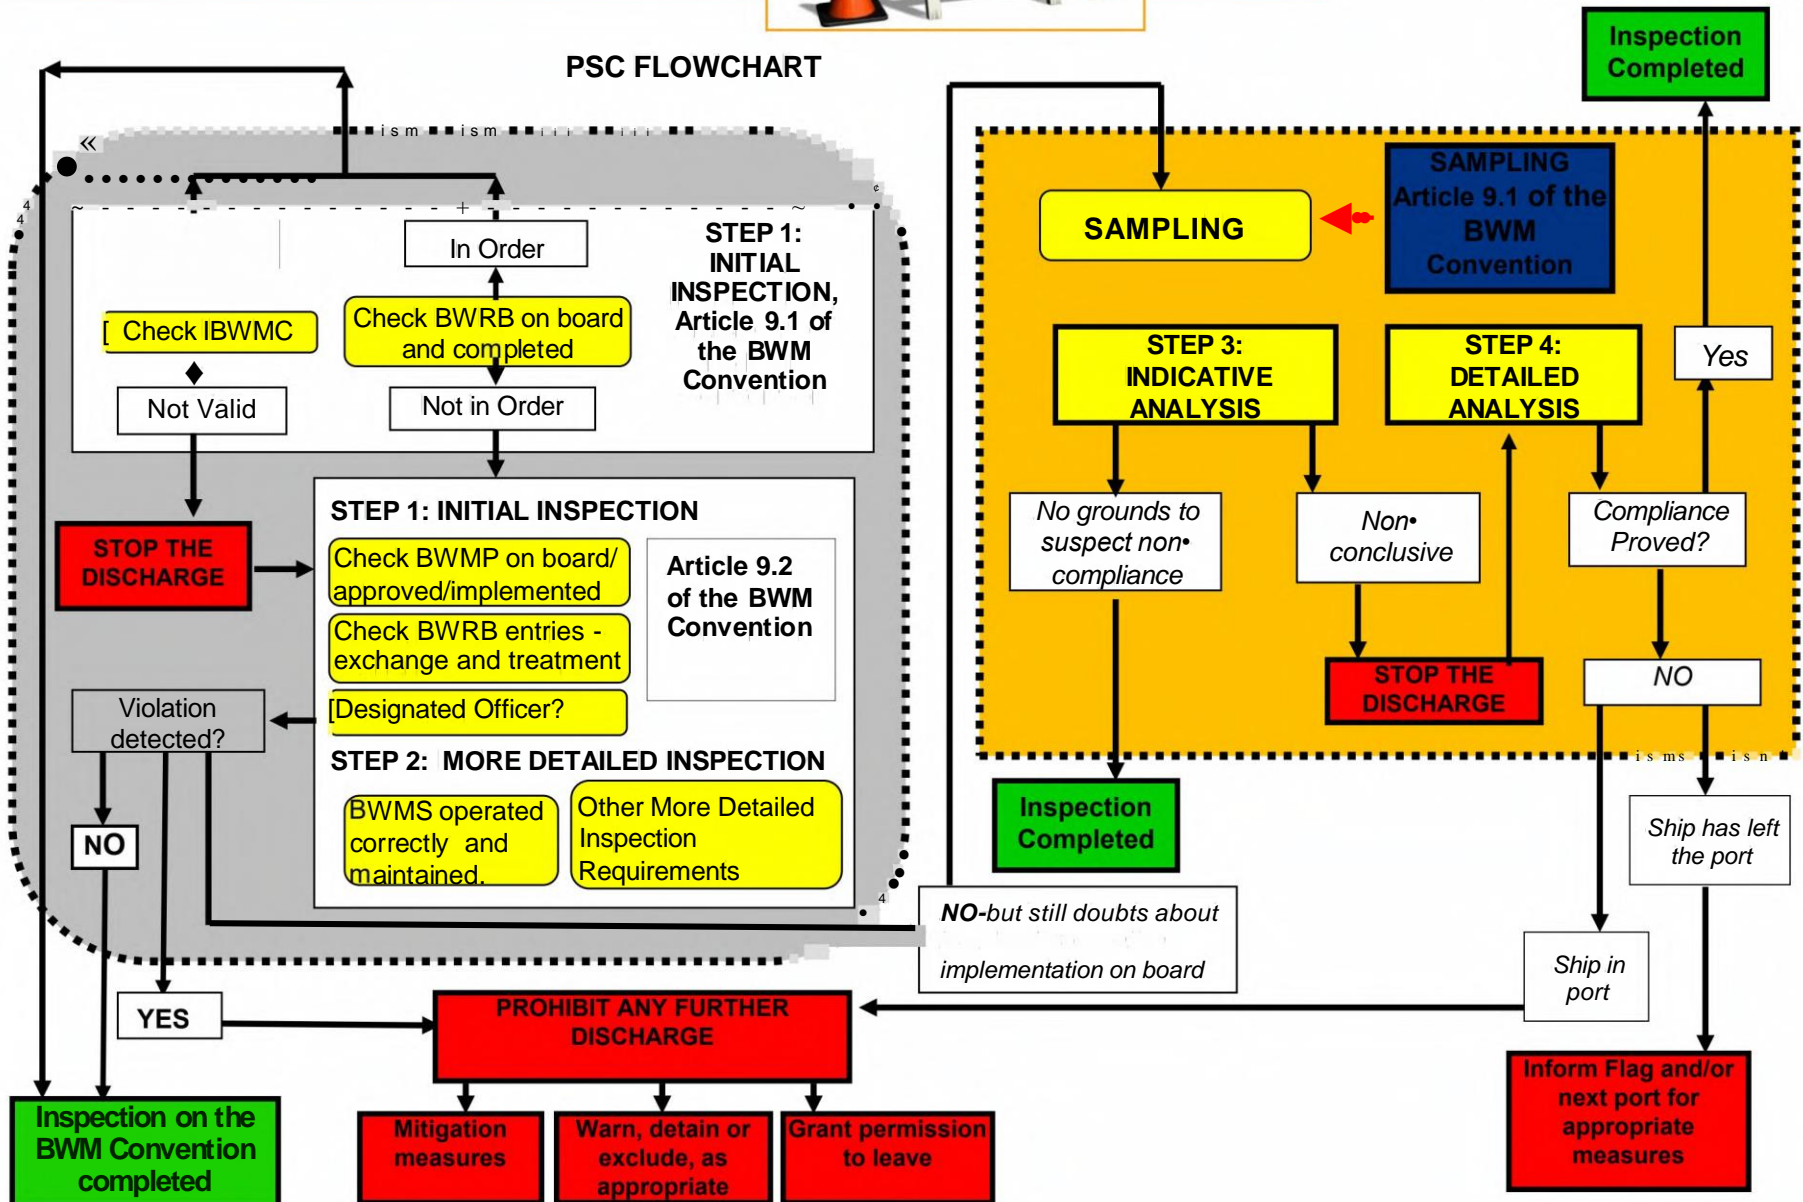 PSC FLOWCHART
Inspection
Completed
ism ism iii iii
«
In Order
STEP 1:
INITIAL
INSPECTION,
Article 9.1 of
the BWM
Convention
[ Check IBWMC
Check BWRB on board
and completed
Not Valid
Not in Order
STOP THE
DISCHARGE
STEP 1: INITIAL INSPECTION
Check BWMP on board/
approved/implemented
Check BWRB entries -
exchange and treatment
[Designated Officer?
Article 9.2
of the BWM
Convention
STEP 2: MORE DETAILED INSPECTION
BWMS operated
correctly and
maintained.
Other More Detailed
Inspection
Requirements
Violation
detected?
NO
YES
NO-but still doubts about
implementation on board
PROHIBIT ANY FURTHER
DISCHARGE
Mitigation
measures
Warn, detain or
exclude, as
appropriate
Grant permission
to leave
Inspection on the
BWM Convention
completed
SAMPLING
SAMPLING
Article 9.1 of the
BWM
Convention
STEP 3:
INDICATIVE
ANALYSIS
STEP 4:
DETAILED
ANALYSIS
Yes
No grounds to
suspect non•
compliance
Non•
conclusive
Compliance
Proved?
STOP THE
DISCHARGE
NO
isms isn
Inspection
Completed
Ship has left
the port
Ship in
port
Inform Flag and/or
next port for
appropriate
measures